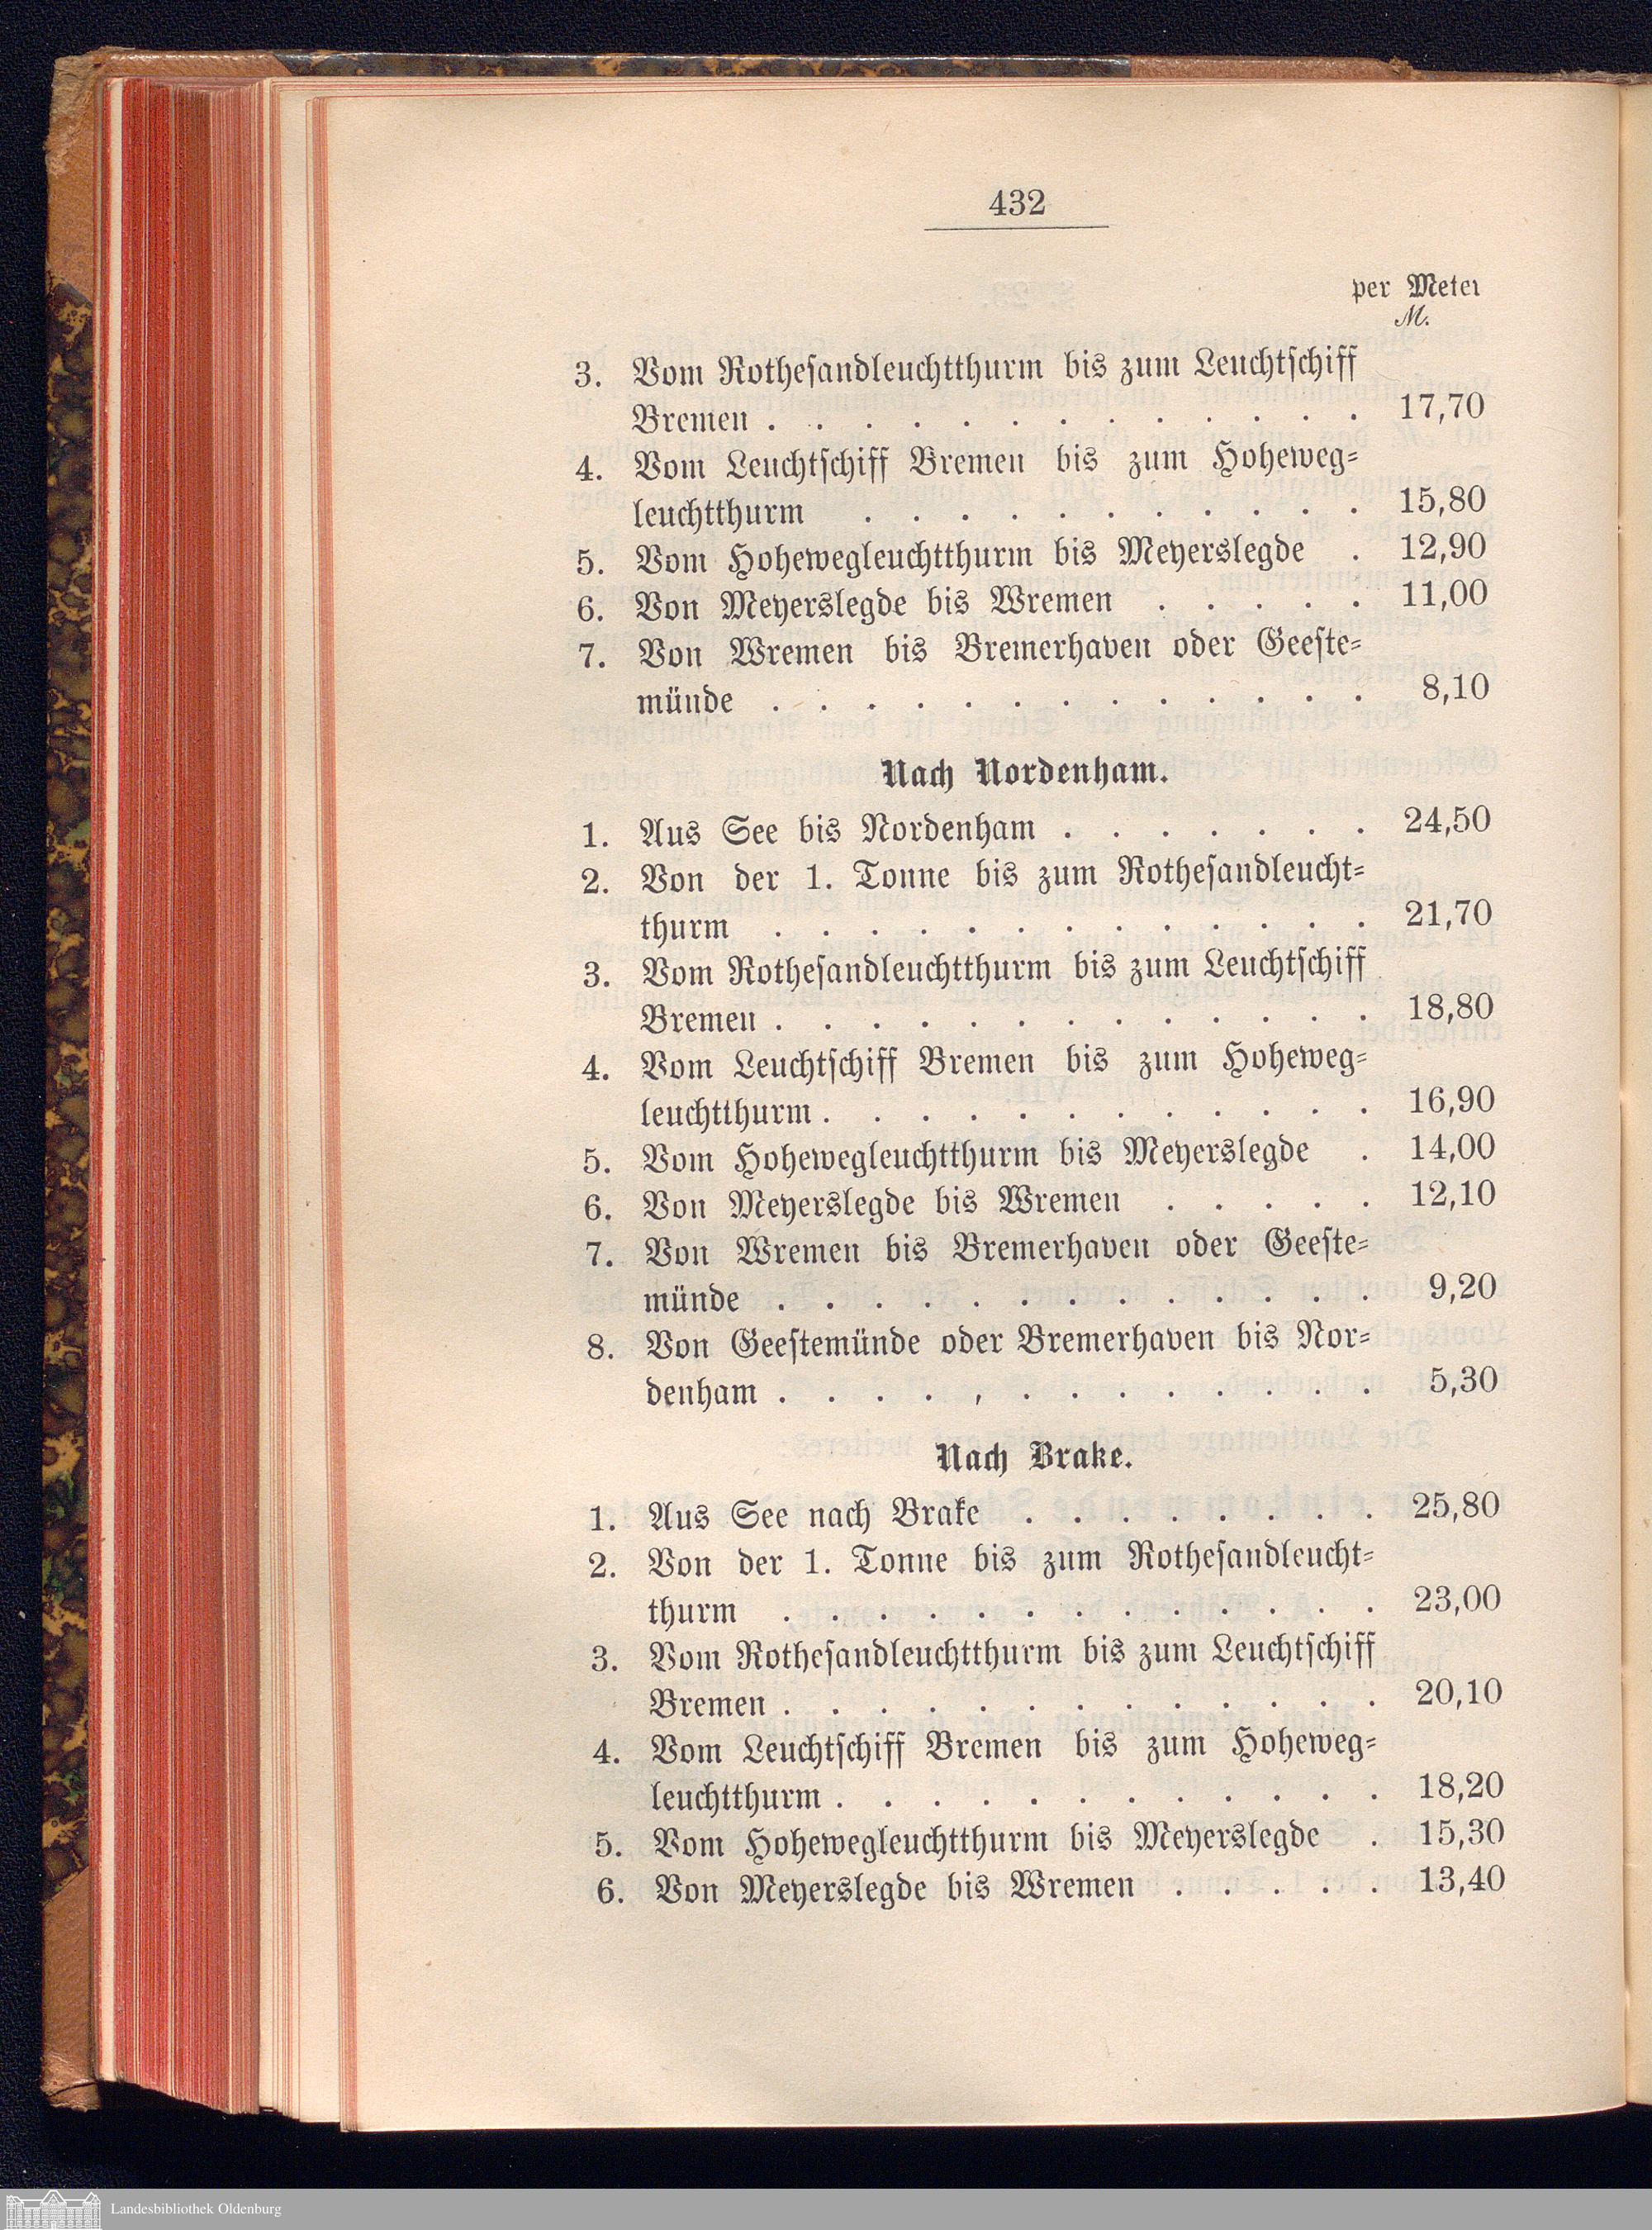 432
per Meter
M.
3. Vom Rothesandleuchtthurm bis zum Leuchtschiff
Bremen . . . . . . . . . . . . . 17,70
4. Vom Leuchtschiff Bremen bis zum Hoheweg-
leuchtthurm . . . . . . . . . . . 15,80
5. Vom Hohewegleuchtthurm bis Meyerslegde . 12,90
6. Von Meyerslegde bis Wremen . . . . . 11,00
7. Von Wremen bis Bremerhaven oder Geeste-
münde . . . . . . . . . . . . . 8,10
Nach Nordenham.
1. Aus See bis Nordenham . . . . . . . 24,50
2. Von der 1. Tonne bis zum Rothesandleucht-
thurm . . . . . . . . . . . . . 21,70
3. Vom Rothesandleuchtthurm bis zum Leuchtschiff
Bremen . . . . . . . . . . . . . 18,80
4. Vom Leuchtschiff Bremen bis zum Hoheweg-
leuchtthurm . . . . . . . . . . . . 16,90
5. Vom Hohewegleuchtthurm bis Meyerslegde . 14,00
6. Von Meyerslegde bis Wremen . . . . . 12,10
7. Von Wremen bis Bremerhaven oder Geeste-
münde . . . . . . . . . . . . . 9,20
8. Von Geestemünde oder Bremerhaven bis Nor-
denham . . . . , . . . . . . . . 5,30
Nach Brake.
1. Aus See nach Brake . . . . . . . . 25,80
2. Von der 1. Tonne bis zum Rothesandleucht-
thurm . . . . . . . . . . . . . 23,00
3. Vom Rothesandleuchtthurm bis zum Leuchtschiff
Bremen . . . . . . . . . . . . . 20,10
4. Vom Leuchtschiff Bremen bis zum Hoheweg-
leuchtthurm . . . . . . . . . . . . 18,20
5. Vom Hohewegleuchtthurm bis Meyerslegde . 15,30
6. Von Meyerslegde bis Wremen . . . . . 13,40
Landesbibliothek Oldenburg